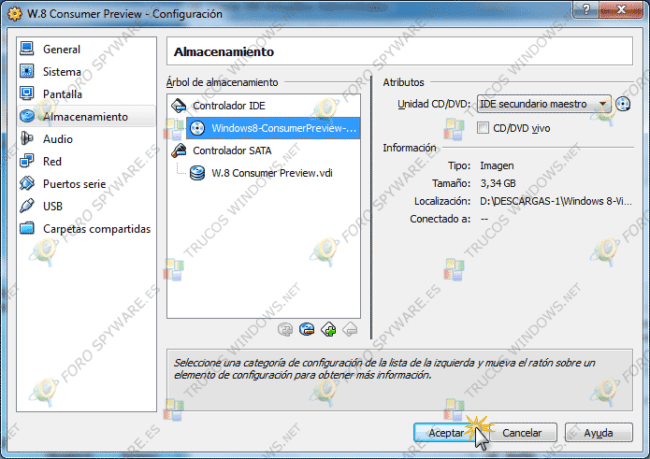 W.8 Consumer Preview - Configuración
General
Sistema
Pantalla
Almacenamiento
Audio
Red
Puertos serie
USB
Carpetas compartidas
Almacenamiento
Árbol de almacenamiento
Controlador IDE
Windows8-ConsumerPreview-...
Controlador SATA
W.8 Consumer Preview.vdi
Atributos
Unidad CD/DVD: IDE secundario maestro
CD/DVD vivo
Información
Tipo: Imagen
Tamaño: 3,34 GB
Localización: D:\DESCARGAS-1\Windows 8-Vi...
Conectado a: --
Seleccione una categoría de configuración de la lista de la izquierda y mueva el ratón sobre un
elemento de configuración para obtener más información.
Aceptar
Cancelar
Ayuda
FORO SPYWARE.ES
TRUCOS WINDOWS.NET